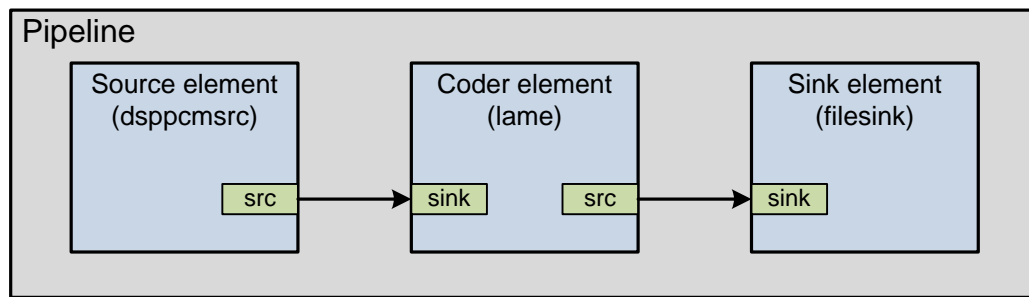 Pipeline
Source element
(dsppcmsrc)
Coder element
(lame)
Sink element
(filesink)
src
sink
src
sink